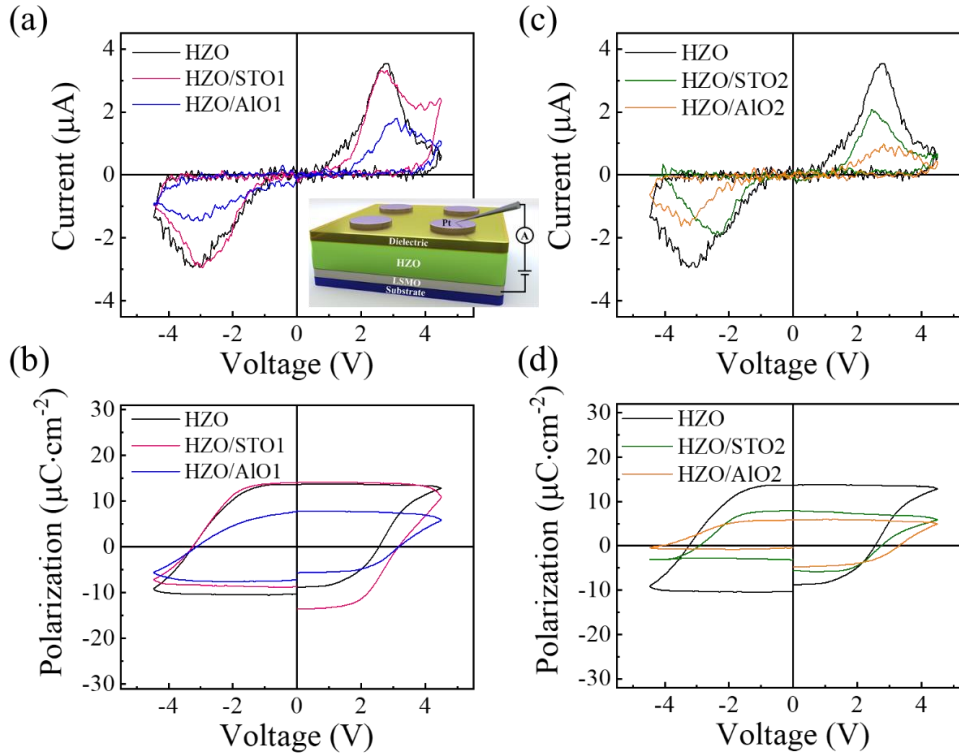 (a)
HZO
HZO/STO1
HZO/AlO1
Current (μA)
4
2
0
-2
-4
-4 -2 0 2 4
Voltage (V)
Pt
A
Dielectric
HZO
LSMO
Substrate
(c)
HZO
HZO/STO2
HZO/AlO2
Current (μA)
4
2
0
-2
-4
-4 -2 0 2 4
Voltage (V)
(b)
HZO
HZO/STO1
HZO/AlO1
Polarization (μC·cm-2)
30
20
10
0
-10
-20
-30
-4 -2 0 2 4
Voltage (V)
(d)
HZO
HZO/STO2
HZO/AlO2
Polarization (μC·cm-2)
30
20
10
0
-10
-20
-30
-4 -2 0 2 4
Voltage (V)